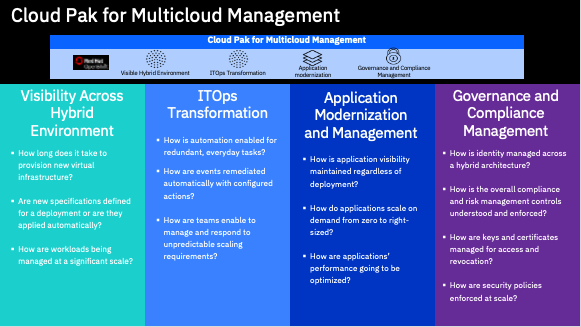 Cloud Pak for Multicloud Management
Cloud Pak for Multicloud Management
Red Hat
OpenShift
Visible Hybrid Environment
ITOps Transformation
Application
modernization
Governance and Compliance
Management
Visibility Across
Hybrid
Environment
▪ How long does it take to
provision new virtual
infrastructure?
▪ Are new specifications defined
for a deployment or are they
applied automatically?
▪ How are workloads being
managed at a significant scale?
ITOps
Transformation
▪ How is automation enabled for
redundant, everyday tasks?
▪ How are events remediated
automatically with configured
actions?
▪ How are teams enable to
manage and respond to
unpredictable scaling
requirements?
Application
Modernization
and Management
▪ How is application visibility
maintained regardless of
deployment?
▪ How do applications scale on
demand from zero to right-
sized?
▪ How are applications'
performance going to be
optimized?
Governance and
Compliance
Management
▪ How is identity managed across
a hybrid architecture?
▪ How is the overall compliance
and risk management controls
understood and enforced?
▪ How are keys and certificates
managed for access and
revocation?
▪ How are security policies
enforced at scale?